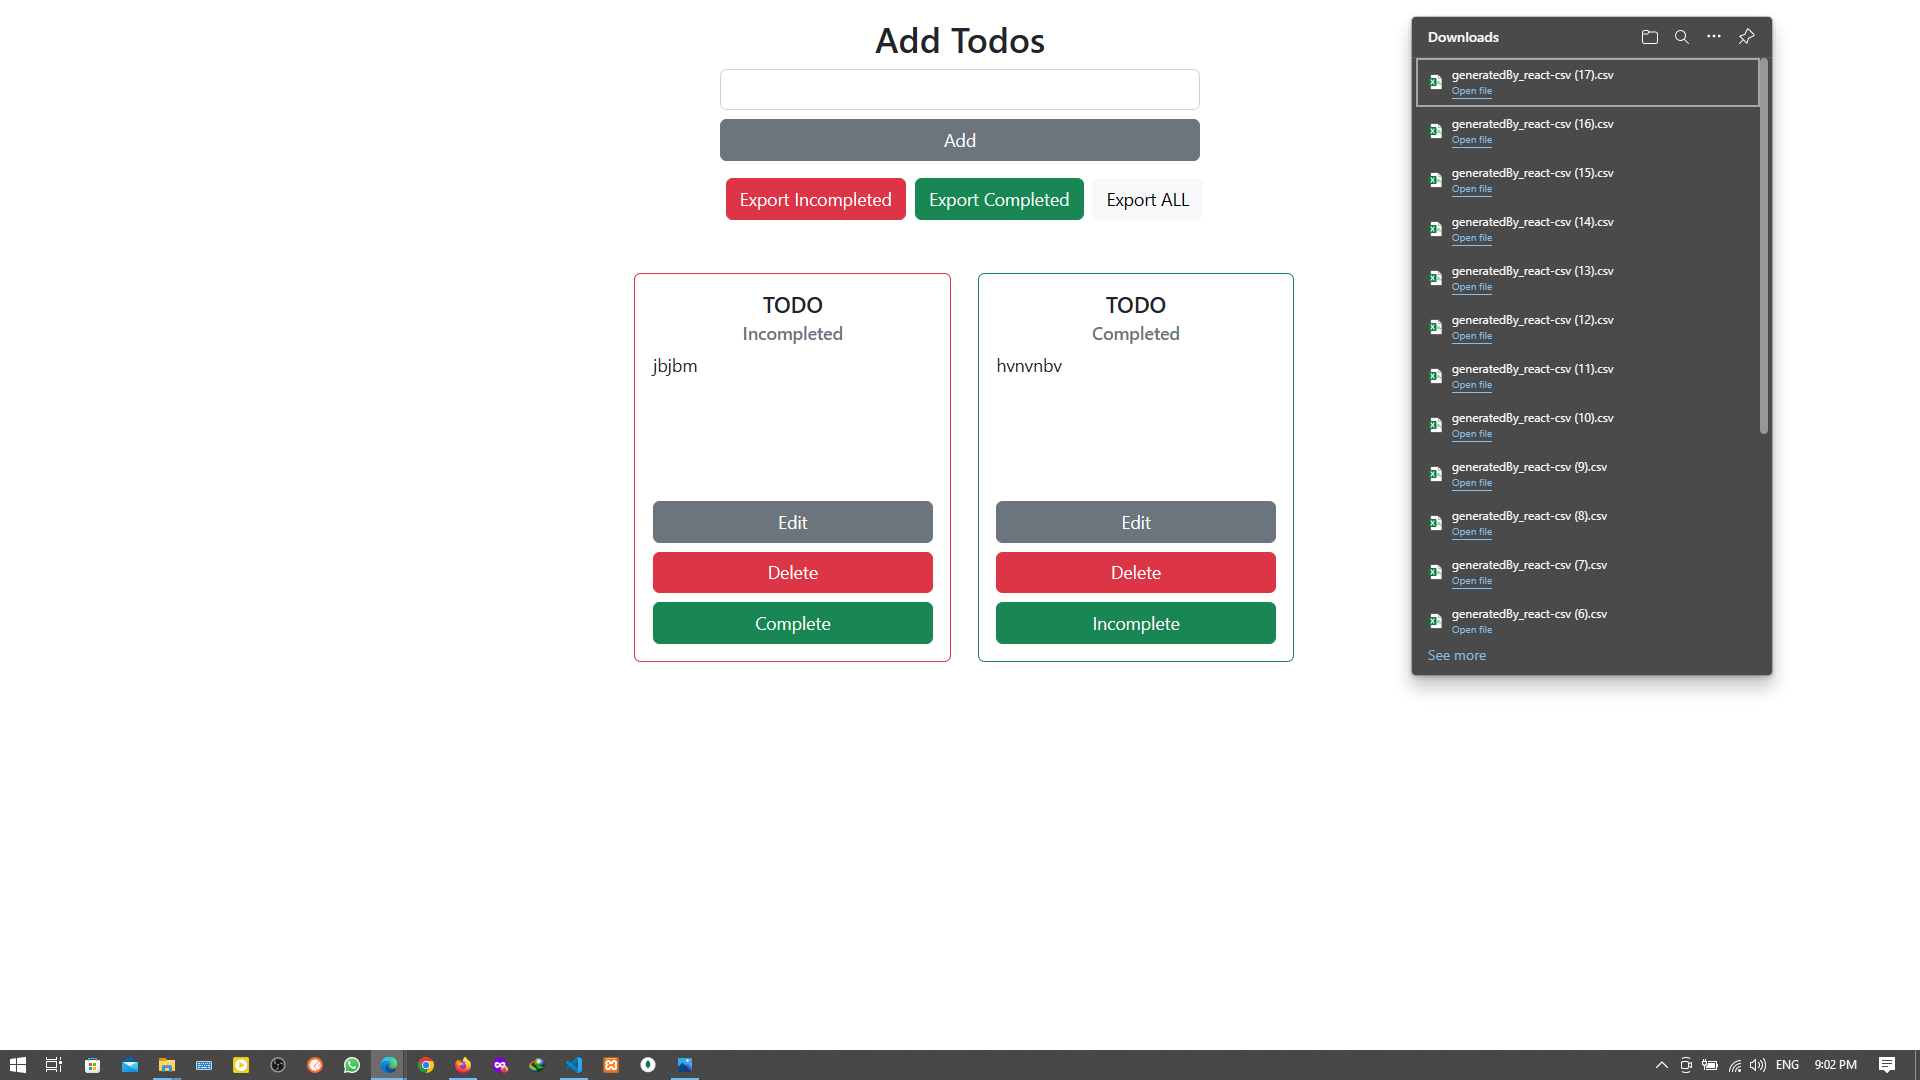 Add Todos
Add
Export Incompleted
Export Completed
Export ALL
TODO
Incompleted
jbjbm
Edit
Delete
Complete
TODO
Completed
hvnvnbv
Edit
Delete
Incomplete
Downloads
generatedBy_react-csv (17).csv
Open file
generatedBy_react-csv (16).csv
Open file
generatedBy_react-csv (15).csv
Open file
generatedBy_react-csv (14).csv
Open file
generatedBy_react-csv (13).csv
Open file
generatedBy_react-csv (12).csv
Open file
generatedBy_react-csv (11).csv
Open file
generatedBy_react-csv (10).csv
Open file
generatedBy_react-csv (9).csv
Open file
generatedBy_react-csv (8).csv
Open file
generatedBy_react-csv (7).csv
Open file
generatedBy_react-csv (6).csv
Open file
See more
ENG
9:02 PM